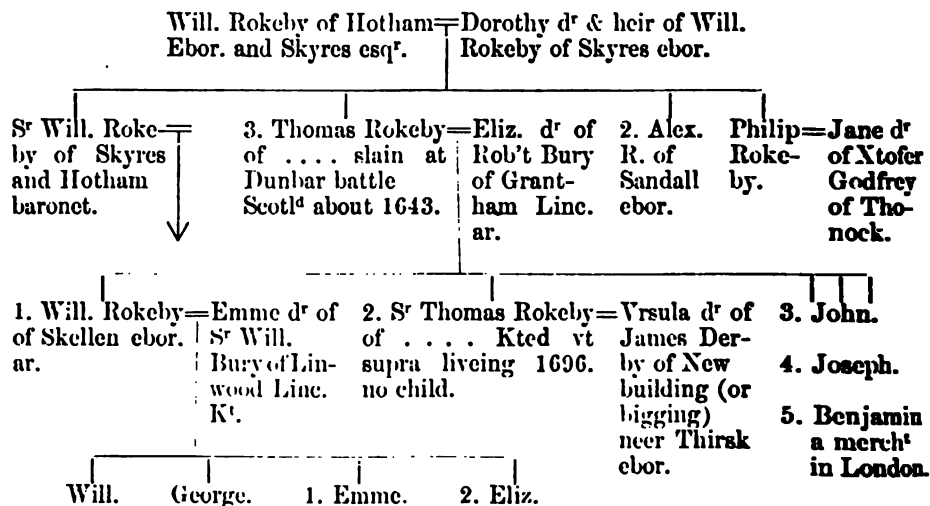 Will. Rokeby of Hotham=Dorothy dʳ & heir of Will.
Ebor. and Skyres esqʳ. Rokeby of Skyres ebor.
Sʳ Will. Roke-
by of Skyres
and Hotham
baronet.
3. Thomas Rokeby=
of .... slain at
Dunbar battle
Scotlᵈ about 1643.
Eliz. dʳ of
Rob't Bury
of Grant-
ham Linc.
ar.
2. Alex.
R. of
Sandall
ebor.
Philip=
Roke-
by.
Jane dʳ
of Xtofer
Godfrey
of Tho-
nock.
1. Will. Rokeby=
of Skellen ebor.
ar.
Emme dʳ of
Sʳ Will.
Bury of Lin-
wood Linc.
Kᵗ.
2. Sʳ Thomas Rokeby=
of .... Kted vt
supra liveing 1696.
no child.
Vrsula dʳ of
James Der-
by of New
building (or
bigging)
neer Thirsk
ebor.
3. John.
4. Joseph.
5. Benjamin
a merchᵗ
in London.
Will. George. 1. Emme. 2. Eliz.